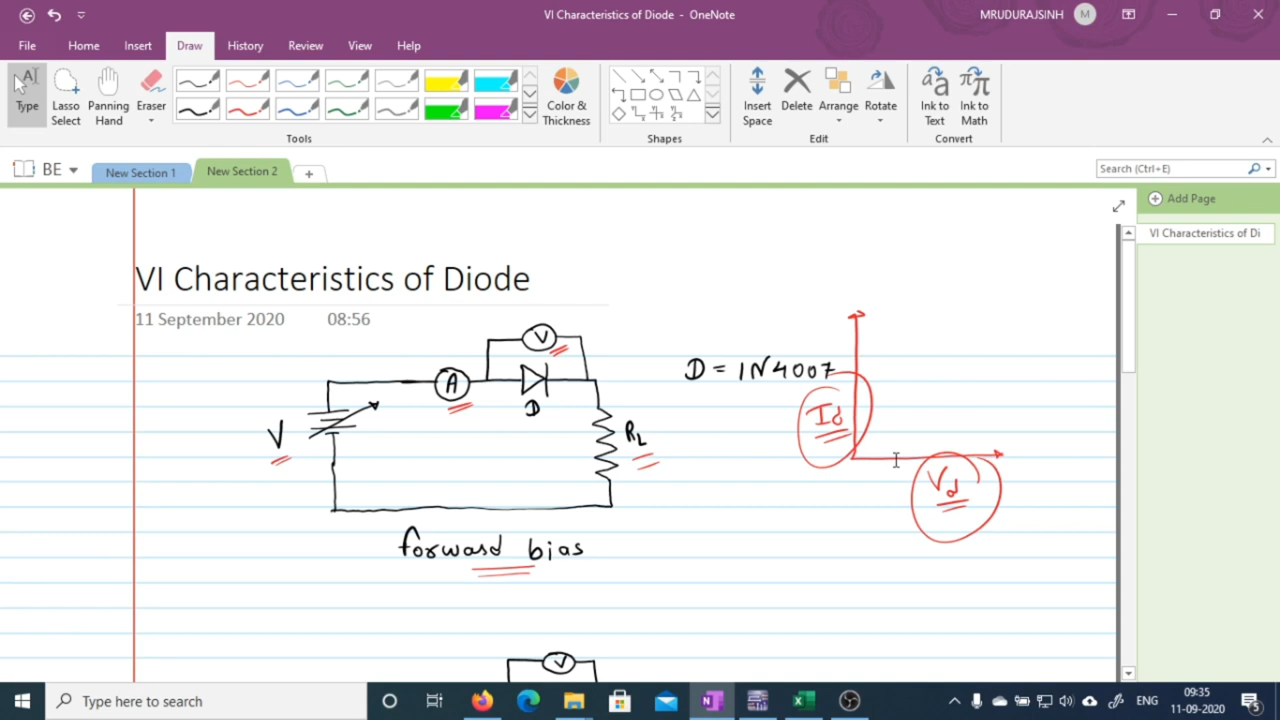 VI Characteristics of Diode - OneNote
MRUDURAJSINH
M
File Home Insert Draw History Review View Help
Type
Lasso Select
Panning Hand
Eraser
Color & Thickness
Insert Space
Delete
Arrange
Rotate
Ink to Text
Ink to Math
Tools
Shapes
Edit
Convert
BE
New Section 1
New Section 2
Search (Ctrl+E)
Add Page
VI Characteristics of Di
VI Characteristics of Diode
11 September 2020 08:56
V
A
D
V
RL
D = 1N4007
Id
Vd
forward bias
V
Type here to search
ENG
09:35
11-09-2020
5